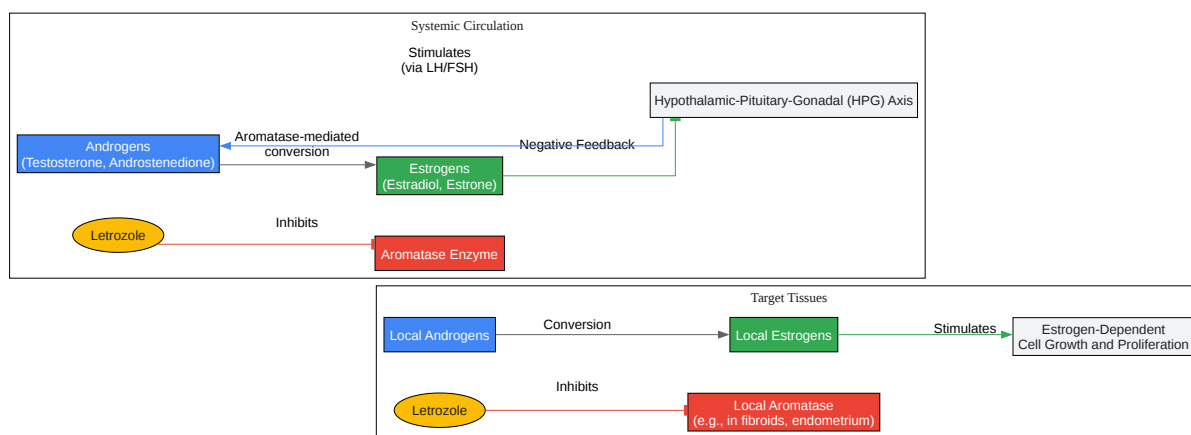 Systemic Circulation
Stimulates
(via LH/FSH)
Hypothalamic-Pituitary-Gonadal (HPG) Axis
Androgens
(Testosterone, Androstenedione)
Aromatase-mediated
conversion
Negative Feedback
Estrogens
(Estradiol, Estrone)
Letrozole
Inhibits
Aromatase Enzyme
Target Tissues
Local Androgens
Conversion
Local Estrogens
Stimulates
Estrogen-Dependent
Cell Growth and Proliferation
Letrozole
Inhibits
Local Aromatase
(e.g., in fibroids, endometrium)